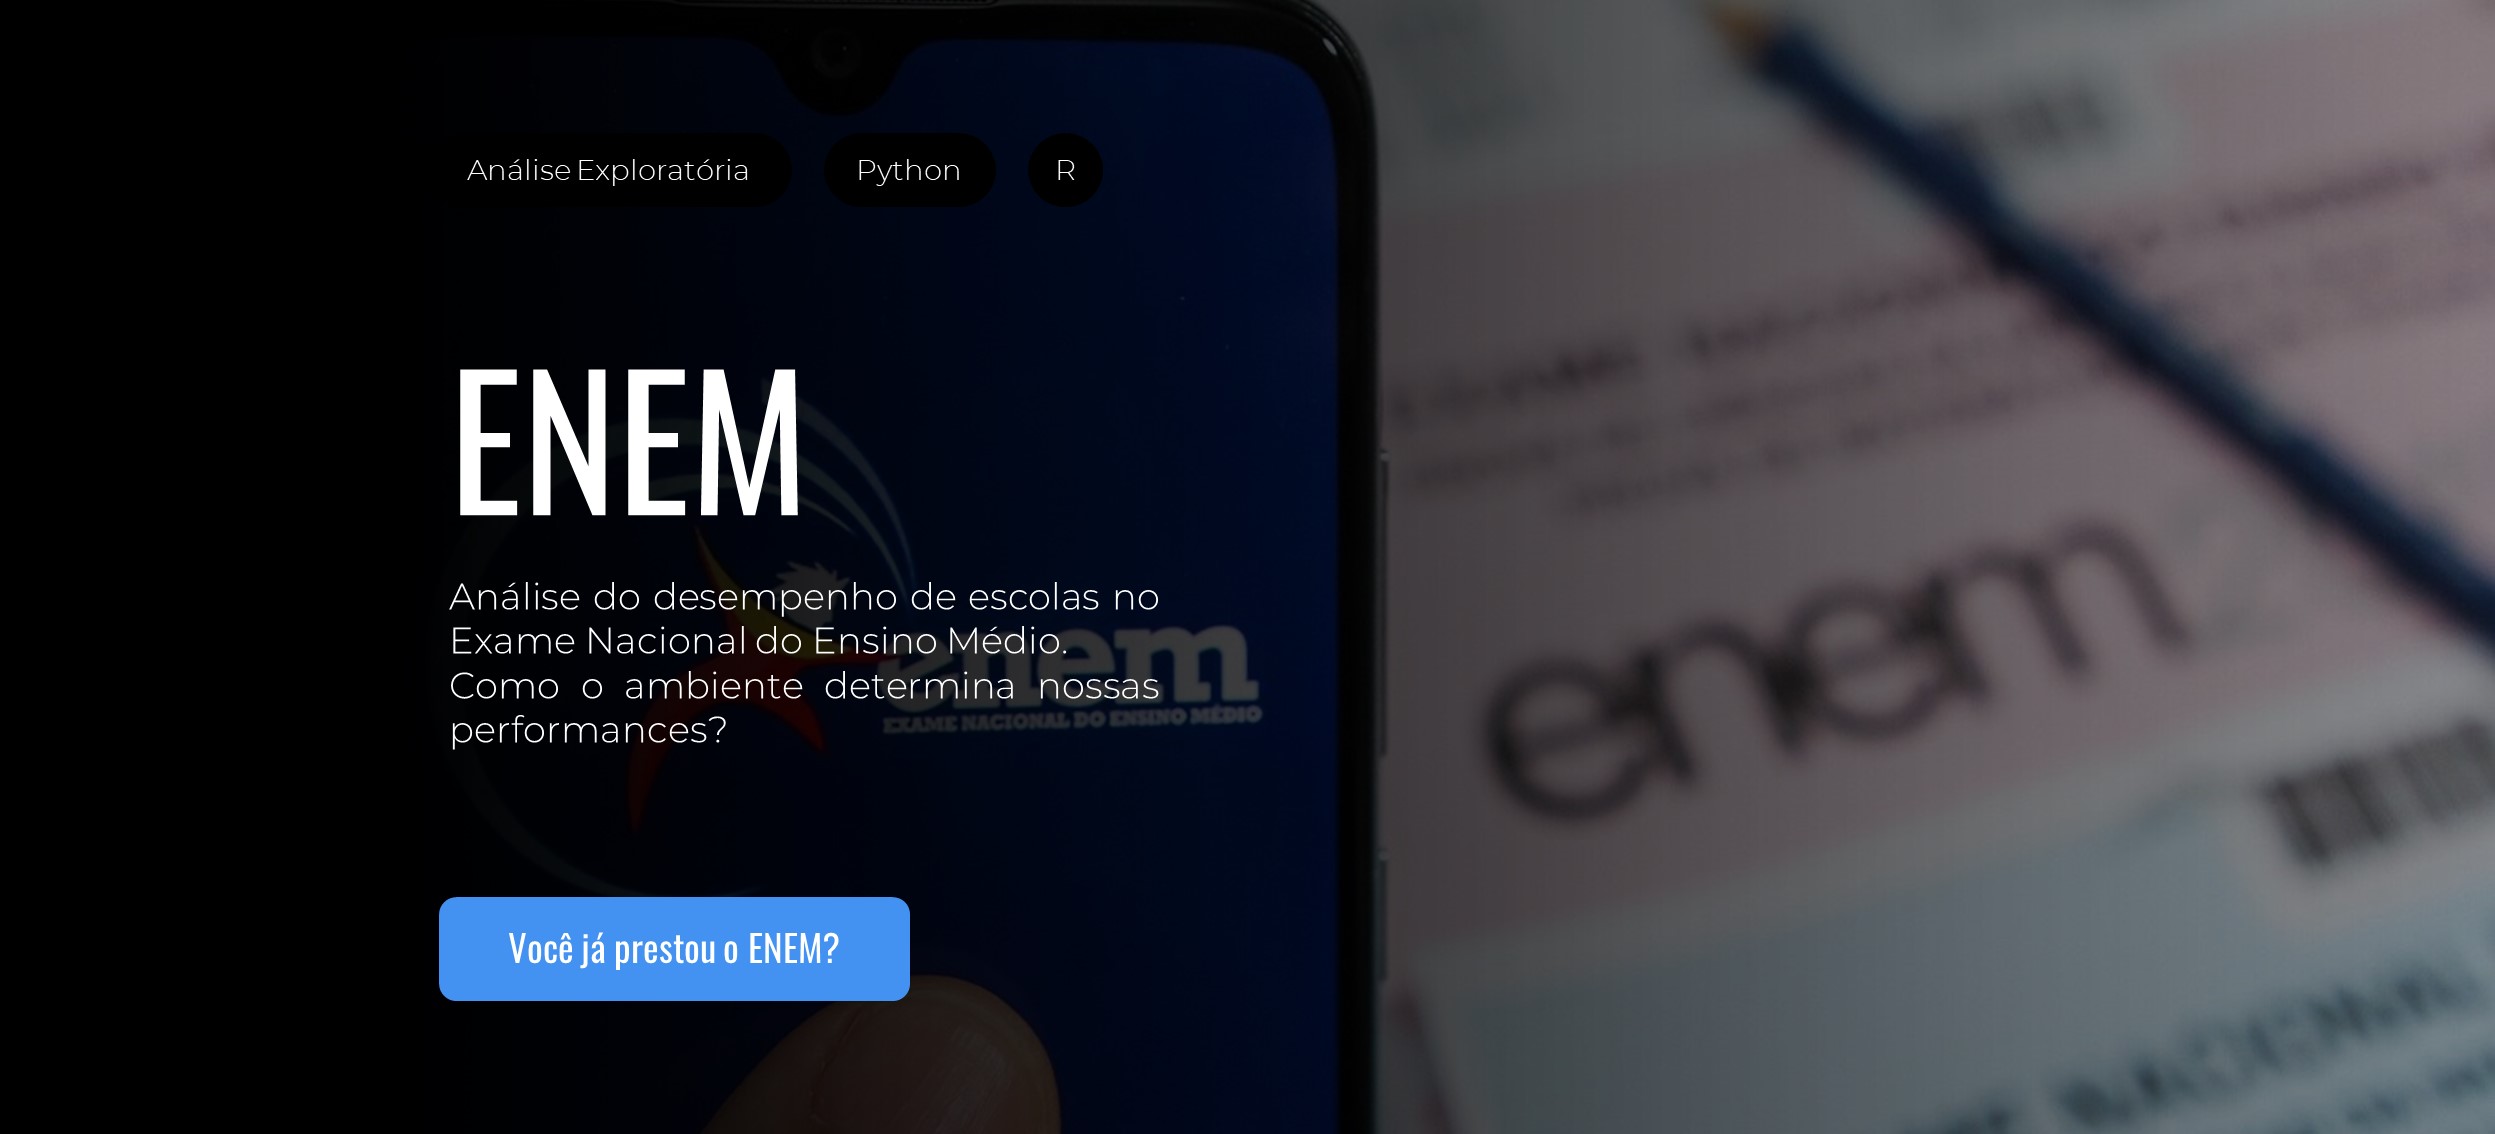 Análise Exploratória
Python
R
ENEM
Análise do desempenho de escolas no
Exame Nacional do Ensino Médio.
Como o ambiente determina nossas
performances?
enem
EXAME NACIONAL DO ENSINO MÉDIO
enem
Você já prestou o ENEM?